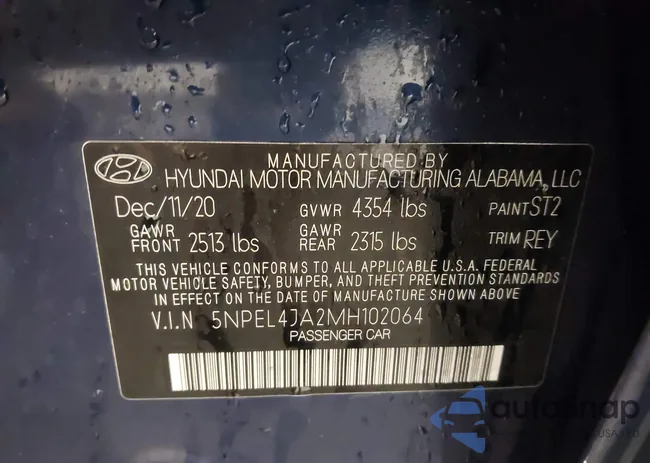 MANUFACTURED BY
HYUNDAI MOTOR MANUFACTURING ALABAMA, LLC
Dec/11/20 GVWR 4354 lbs PAINT ST2
GAWR FRONT 2513 lbs GAWR REAR 2315 lbs TRIM REY
THIS VEHICLE CONFORMS TO ALL APPLICABLE U.S.A. FEDERAL
MOTOR VEHICLE SAFETY, BUMPER, AND THEFT PREVENTION STANDARDS
IN EFFECT ON THE DATE OF MANUFACTURE SHOWN ABOVE.
V.I.N 5NPEL4JA2MH102064
PASSENGER CAR
autosnap